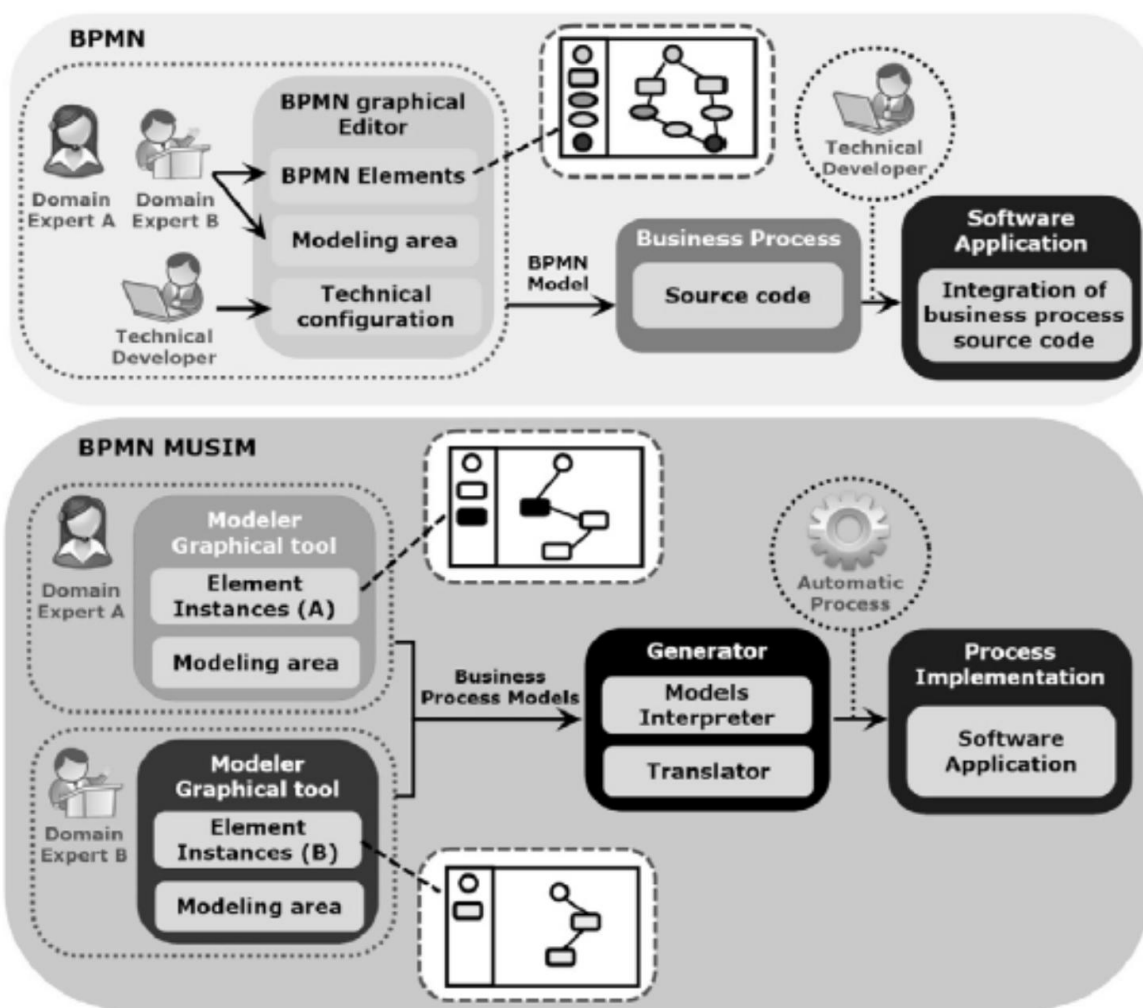 BPMN
Domain
Expert A
Domain
Expert B
Technical
Developer
BPMN graphical
Editor
BPMN Elements
Modeling area
Technical
configuration
BPMN
Model
Business Process
Source code
Technical
Developer
Software
Application
Integration of
business process
source code
BPMN MUSIM
Domain
Expert A
Modeler
Graphical tool
Element
Instances (A)
Modeling area
Domain
Expert B
Modeler
Graphical tool
Element
Instances (B)
Modeling area
Business
Process Models
Generator
Models
Interpreter
Translator
Automatic
Process
Process
Implementation
Software
Application